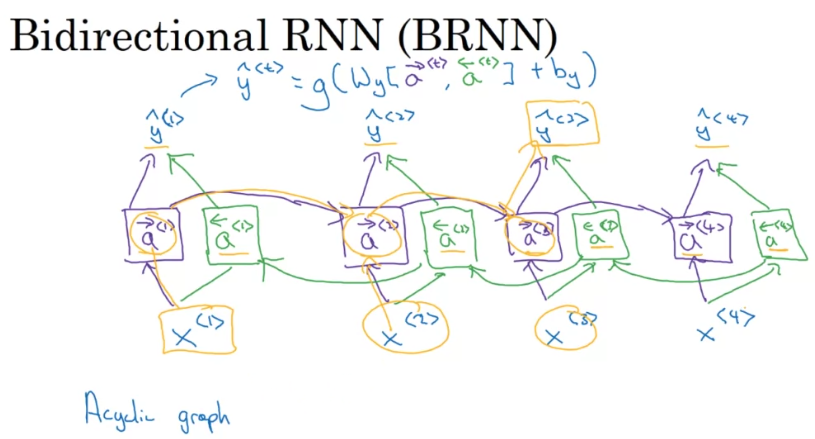 Bidirectional RNN (BRNN)
ŷ<t> = g(Wy[a→<t>, a←<t>] + by)
ŷ<1> ŷ<2> ŷ<3> ŷ<4>
a→<1> a←<1> a→<2> a←<2> a→<3> a←<3> a→<4> a←<4>
x<1> x<2> x<3> x<4>
Acyclic graph